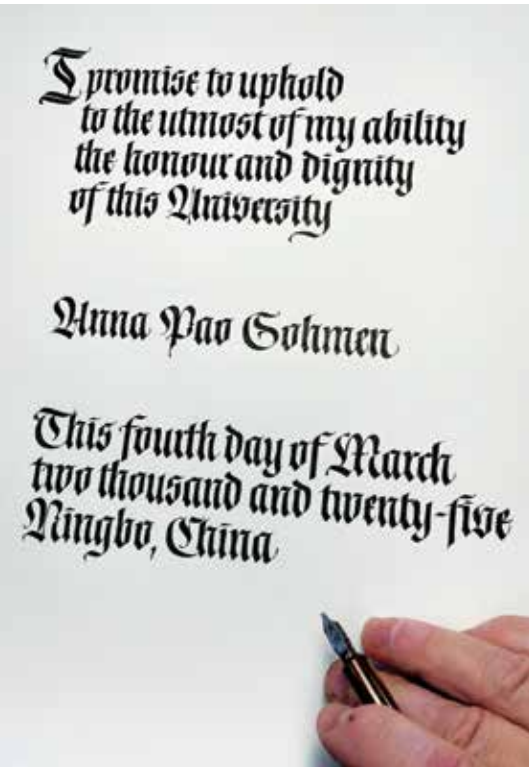 I promise to uphold
to the utmost of my ability
the honour and dignity
of this University
Anna Pao Sohmen
This fourth day of March
two thousand and twenty-five
Ningbo, China